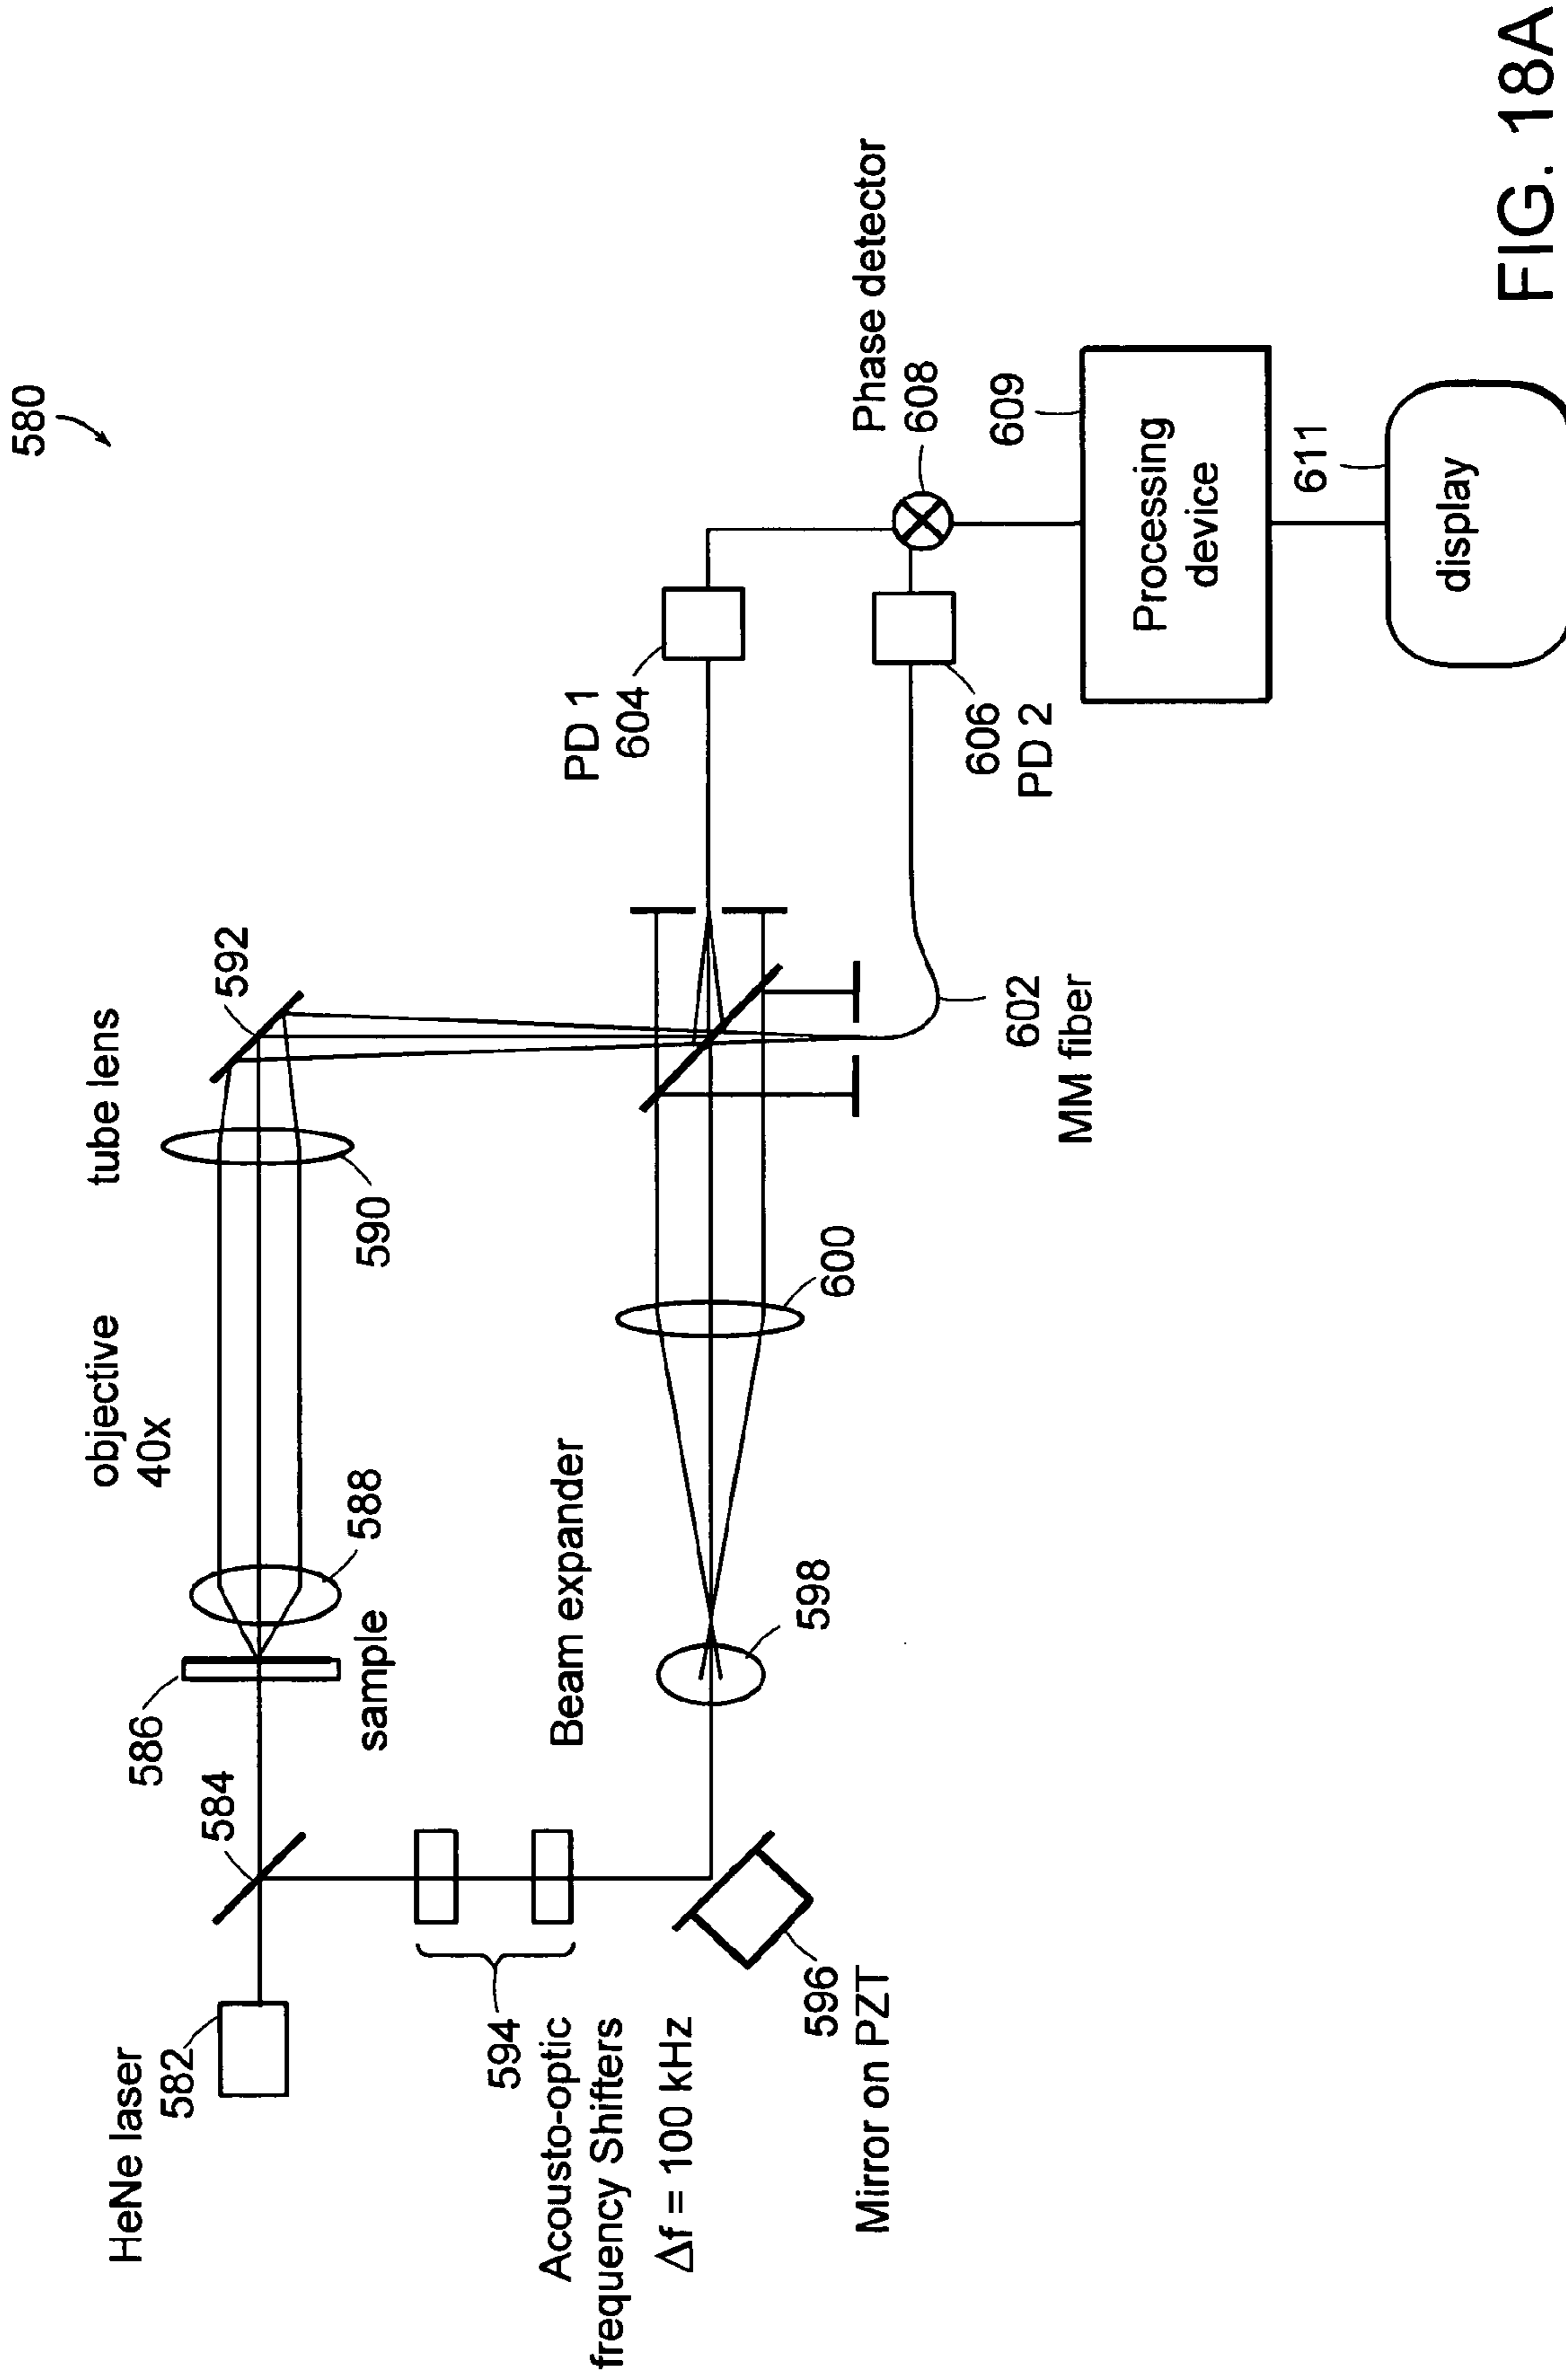 580
HeNe laser
582
584
586
sample
objective
40x
588
tube lens
590
592
594
Acousto-optic
frequency Shifters
Δf = 100 kHz
596
Mirror on PZT
Beam expander
598
600
602
MM fiber
PD 1
604
606
PD 2
Phase detector
608
609
Processing
device
611
display
FIG. 18A